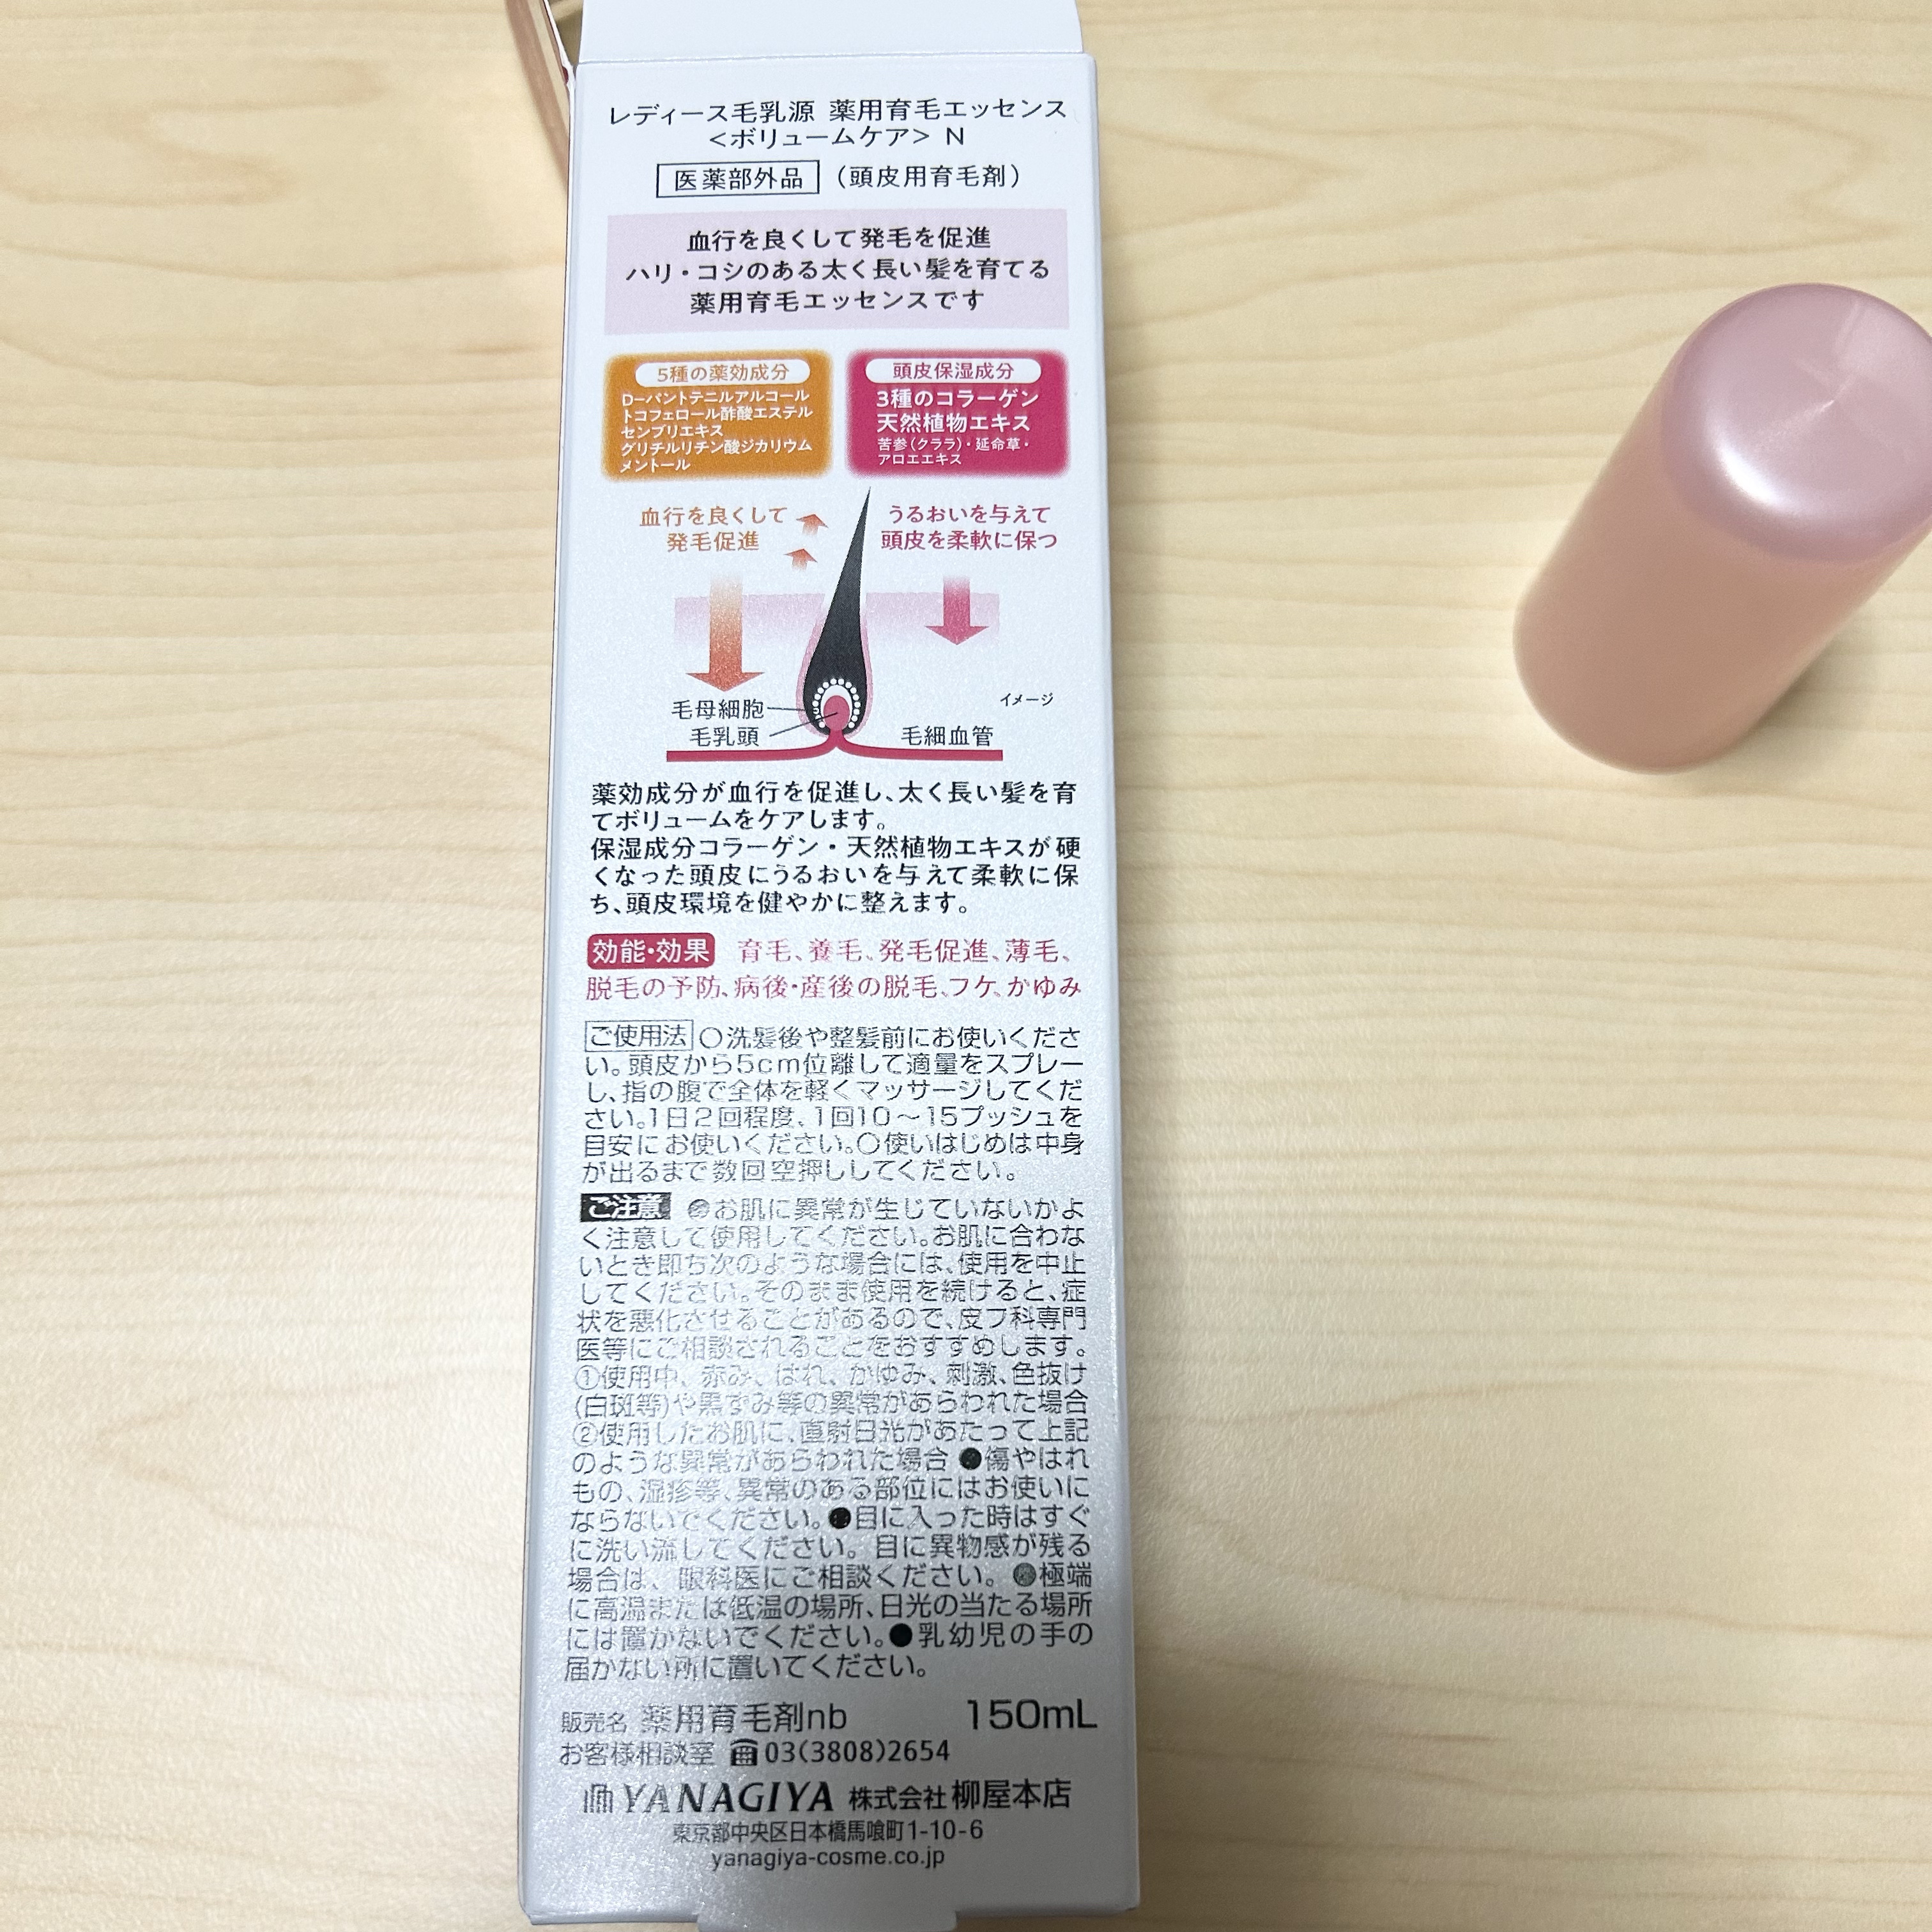 レディース毛乳源 薬用育毛エッセンス
<ボリュームケア> N
医薬部外品 (頭皮用育毛剤)
血行を良くして発毛を促進
ハリ・コシのある太く長い髪を育てる
薬用育毛エッセンスです
5種の薬効成分
D-パントテニルアルコール
トコフェロール酢酸エステル
センブリエキス
グリチルリチン酸ジカリウム
メントール
頭皮保湿成分
3種のコラーゲン
天然植物エキス
苦参(クララ)・延命草・
アロエエキス
血行を良くして
発毛促進
うるおいを与えて
頭皮を柔軟に保つ
イメージ
毛母細胞
毛乳頭
毛細血管
薬効成分が血行を促進し、太く長い髪を育
てボリュームをケアします。
保湿成分コラーゲン・天然植物エキスが硬
くなった頭皮にうるおいを与えて柔軟に保
ち、頭皮環境を健やかに整えます。
効能・効果 育毛、養毛、発毛促進、薄毛、
脱毛の予防、病後・産後の脱毛、フケ、かゆみ
ご使用法 ○洗髪後や整髪前にお使いくださ
い。頭皮から5cm位離して適量をスプレー
し、指の腹で全体を軽くマッサージしてくだ
さい。1日2回程度、1回10～15プッシュを
目安にお使いください。○使いはじめは中身
が出るまで数回空押ししてください。
ご注意 ●お肌に異常が生じていないかよ
く注意して使用してください。お肌に合わな
いとき即ち次のような場合には、使用を中止
してください。そのまま使用を続けると、症
状を悪化させることがあるので、皮フ科専門
医等にご相談されることをおすすめします。
①使用中、赤み、はれ、かゆみ、刺激、色抜け
(白斑等)や黒ずみ等の異常があらわれた場合
②使用したお肌に、直射日光があたって上記
のような異常があらわれた場合 ●傷やはれ
もの、湿疹等、異常のある部位にはお使いに
ならないでください。●目に入った時はすぐ
に洗い流してください。目に異物感が残る
場合は、眼科医にご相談ください。●極端
に高温または低温の場所、日光の当たる場所
には置かないでください。●乳幼児の手の
届かない所に置いてください。
販売名 薬用育毛剤nb 150mL
お客様相談室 ☎03(3808)2654
YANAGIYA 株式会社 柳屋本店
東京都中央区日本橋馬喰町1-10-6
yanagiya-cosme.co.jp